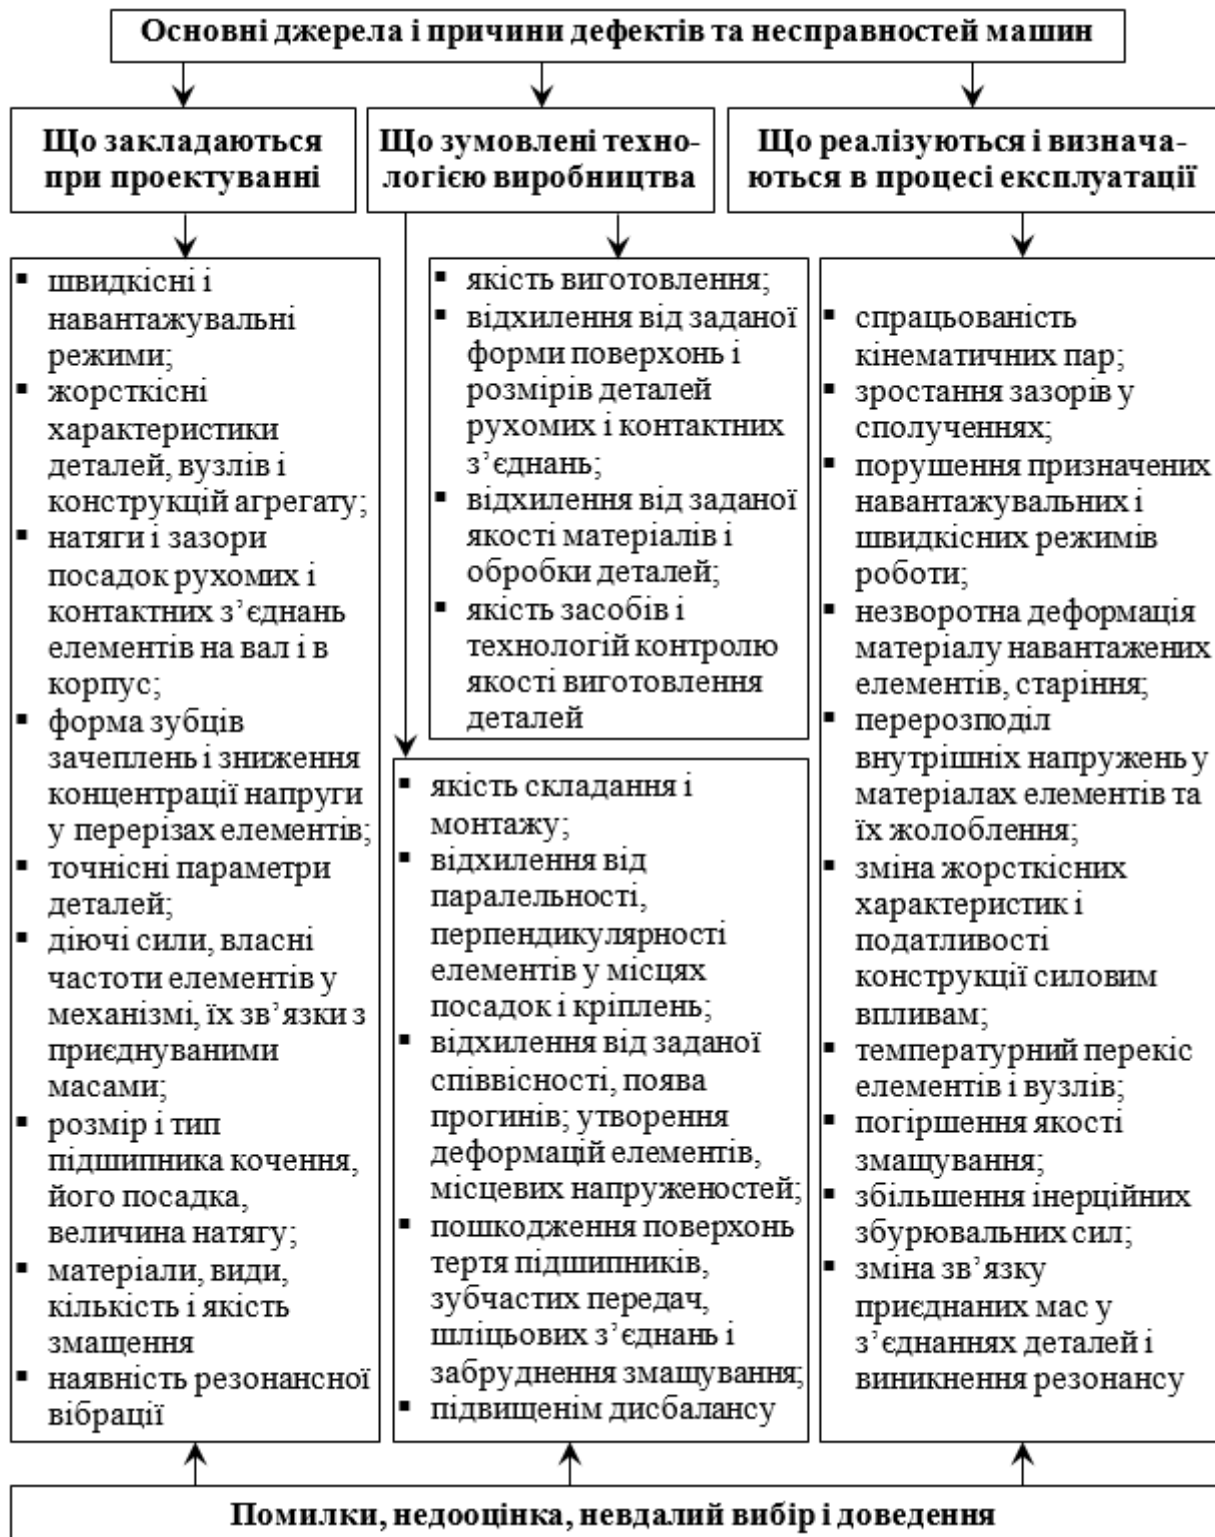 Основні джерела і причини дефектів та несправностей машин
Що закладаються
при проектуванні
Що зумовлені техно-
логією виробництва
Що реалізуються і визнача-
ються в процесі експлуатації
▪ швидкісні і
навантажувальні
режими;
▪ жорсткісні
характеристики
деталей, вузлів і
конструкцій агрегату;
▪ натяги і зазори
посадок рухомих і
контактних з’єднань
елементів на вал і в
корпус;
▪ форма зубців
зачеплень і зниження
концентрації напруги
у перерізах елементів;
▪ точнісні параметри
деталей;
▪ діючі сили, власні
частоти елементів у
механізмі, їх зв’язки з
приєднуваними
масами;
▪ розмір і тип
підшипника кочення,
його посадка,
величина натягу;
▪ матеріали, види,
кількість і якість
змащення
▪ наявність резонансної
вібрації
▪ якість виготовлення;
▪ відхилення від заданої
форми поверхонь і
розмірів деталей
рухомих і контактних
з’єднань;
▪ відхилення від заданої
якості матеріалів і
обробки деталей;
▪ якість засобів і
технологій контролю
якості виготовлення
деталей
▪ якість складання і
монтажу;
▪ відхилення від
паралельності,
перпендикулярності
елементів у місцях
посадок і кріплень;
▪ відхилення від заданої
співвісності, поява
прогинів; утворення
деформацій елементів,
місцевих напруженостей;
▪ пошкодження поверхонь
тертя підшипників,
зубчастих передач,
шліцьових з’єднань і
забруднення змащування;
▪ підвищенім дисбалансу
▪ спрацьованість
кінематичних пар;
▪ зростання зазорів у
сполученнях;
▪ порушення призначених
навантажувальних і
швидкісних режимів
роботи;
▪ незворотна деформація
матеріалу навантажених
елементів, старіння;
▪ перерозподіл
внутрішніх напружень у
матеріалах елементів та
їх жолоблення;
▪ зміна жорсткісних
характеристик і
податливості
конструкції силовим
впливам;
▪ температурний перекіс
елементів і вузлів;
▪ погіршення якості
змащування;
▪ збільшення інерційних
збурювальних сил;
▪ зміна зв’язку
приєднаних мас у
з’єднаннях деталей і
виникнення резонансу
Помилки, недооцінка, невдалий вибір і доведення